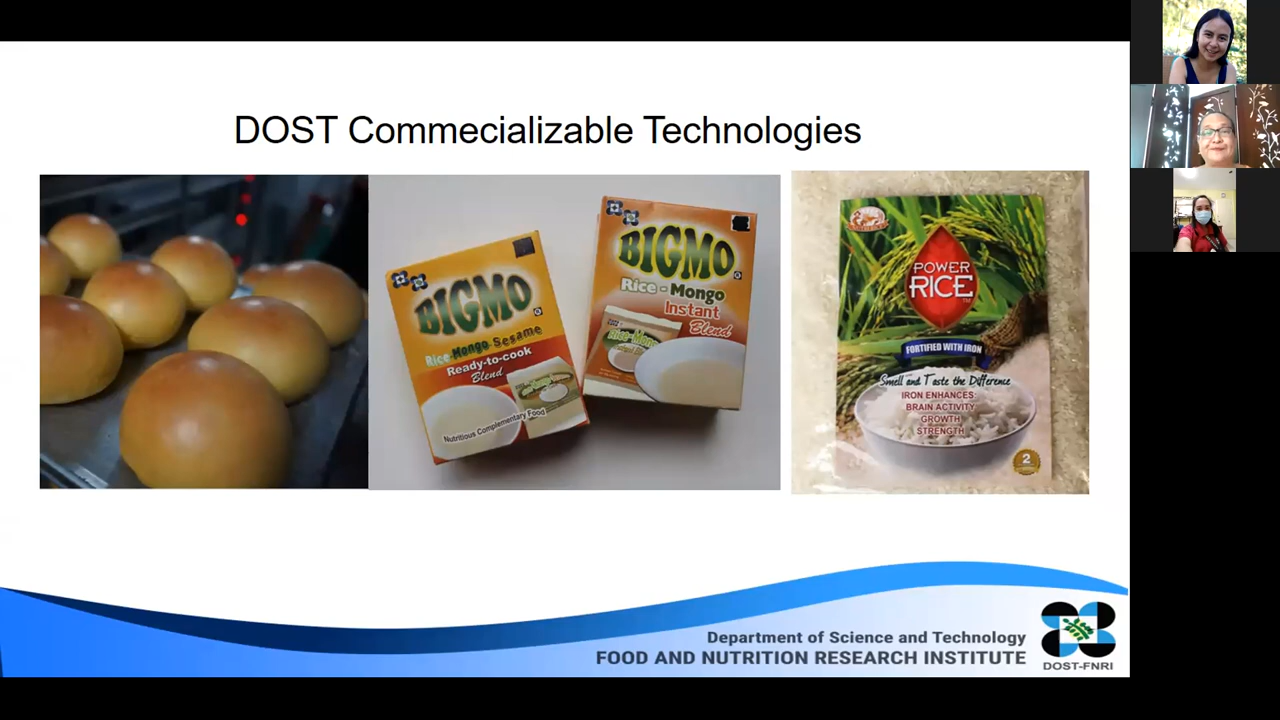 DOST Commecializable Technologies
BIGMO
Rice-Mongo Sesame
Ready-to-cook
Blend
Nutritious Complementary Food
BIGMO
Rice - Mongo
Instant
Blend
POWER
RICE
FORTIFIED WITH IRON
Smell and Taste the Difference
IRON ENHANCES:
BRAIN ACTIVITY
GROWTH
STRENGTH
2
Department of Science and Technology
FOOD AND NUTRITION RESEARCH INSTITUTE
DOST-FNRI